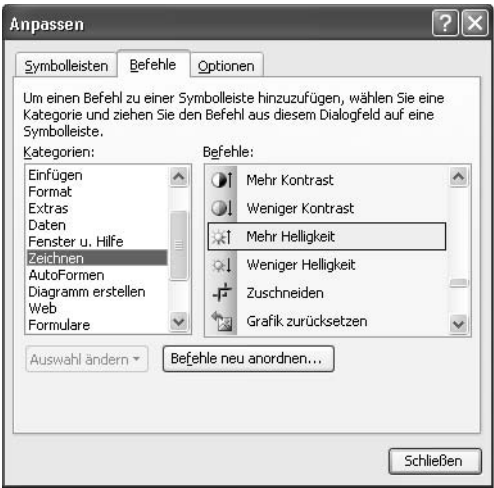 Anpassen
Symbolleisten Befehle Optionen
Um einen Befehl zu einer Symbolleiste hinzuzufügen, wählen Sie eine
Kategorie und ziehen Sie den Befehl aus diesem Dialogfeld auf eine
Symbolleiste.
Kategorien:
Einfügen
Format
Extras
Daten
Fenster u. Hilfe
Zeichnen
AutoFormen
Diagramm erstellen
Web
Formulare
Befehle:
Mehr Kontrast
Weniger Kontrast
Mehr Helligkeit
Weniger Helligkeit
Zuschneiden
Grafik zurücksetzen
Auswahl ändern
Befehle neu anordnen...
Schließen